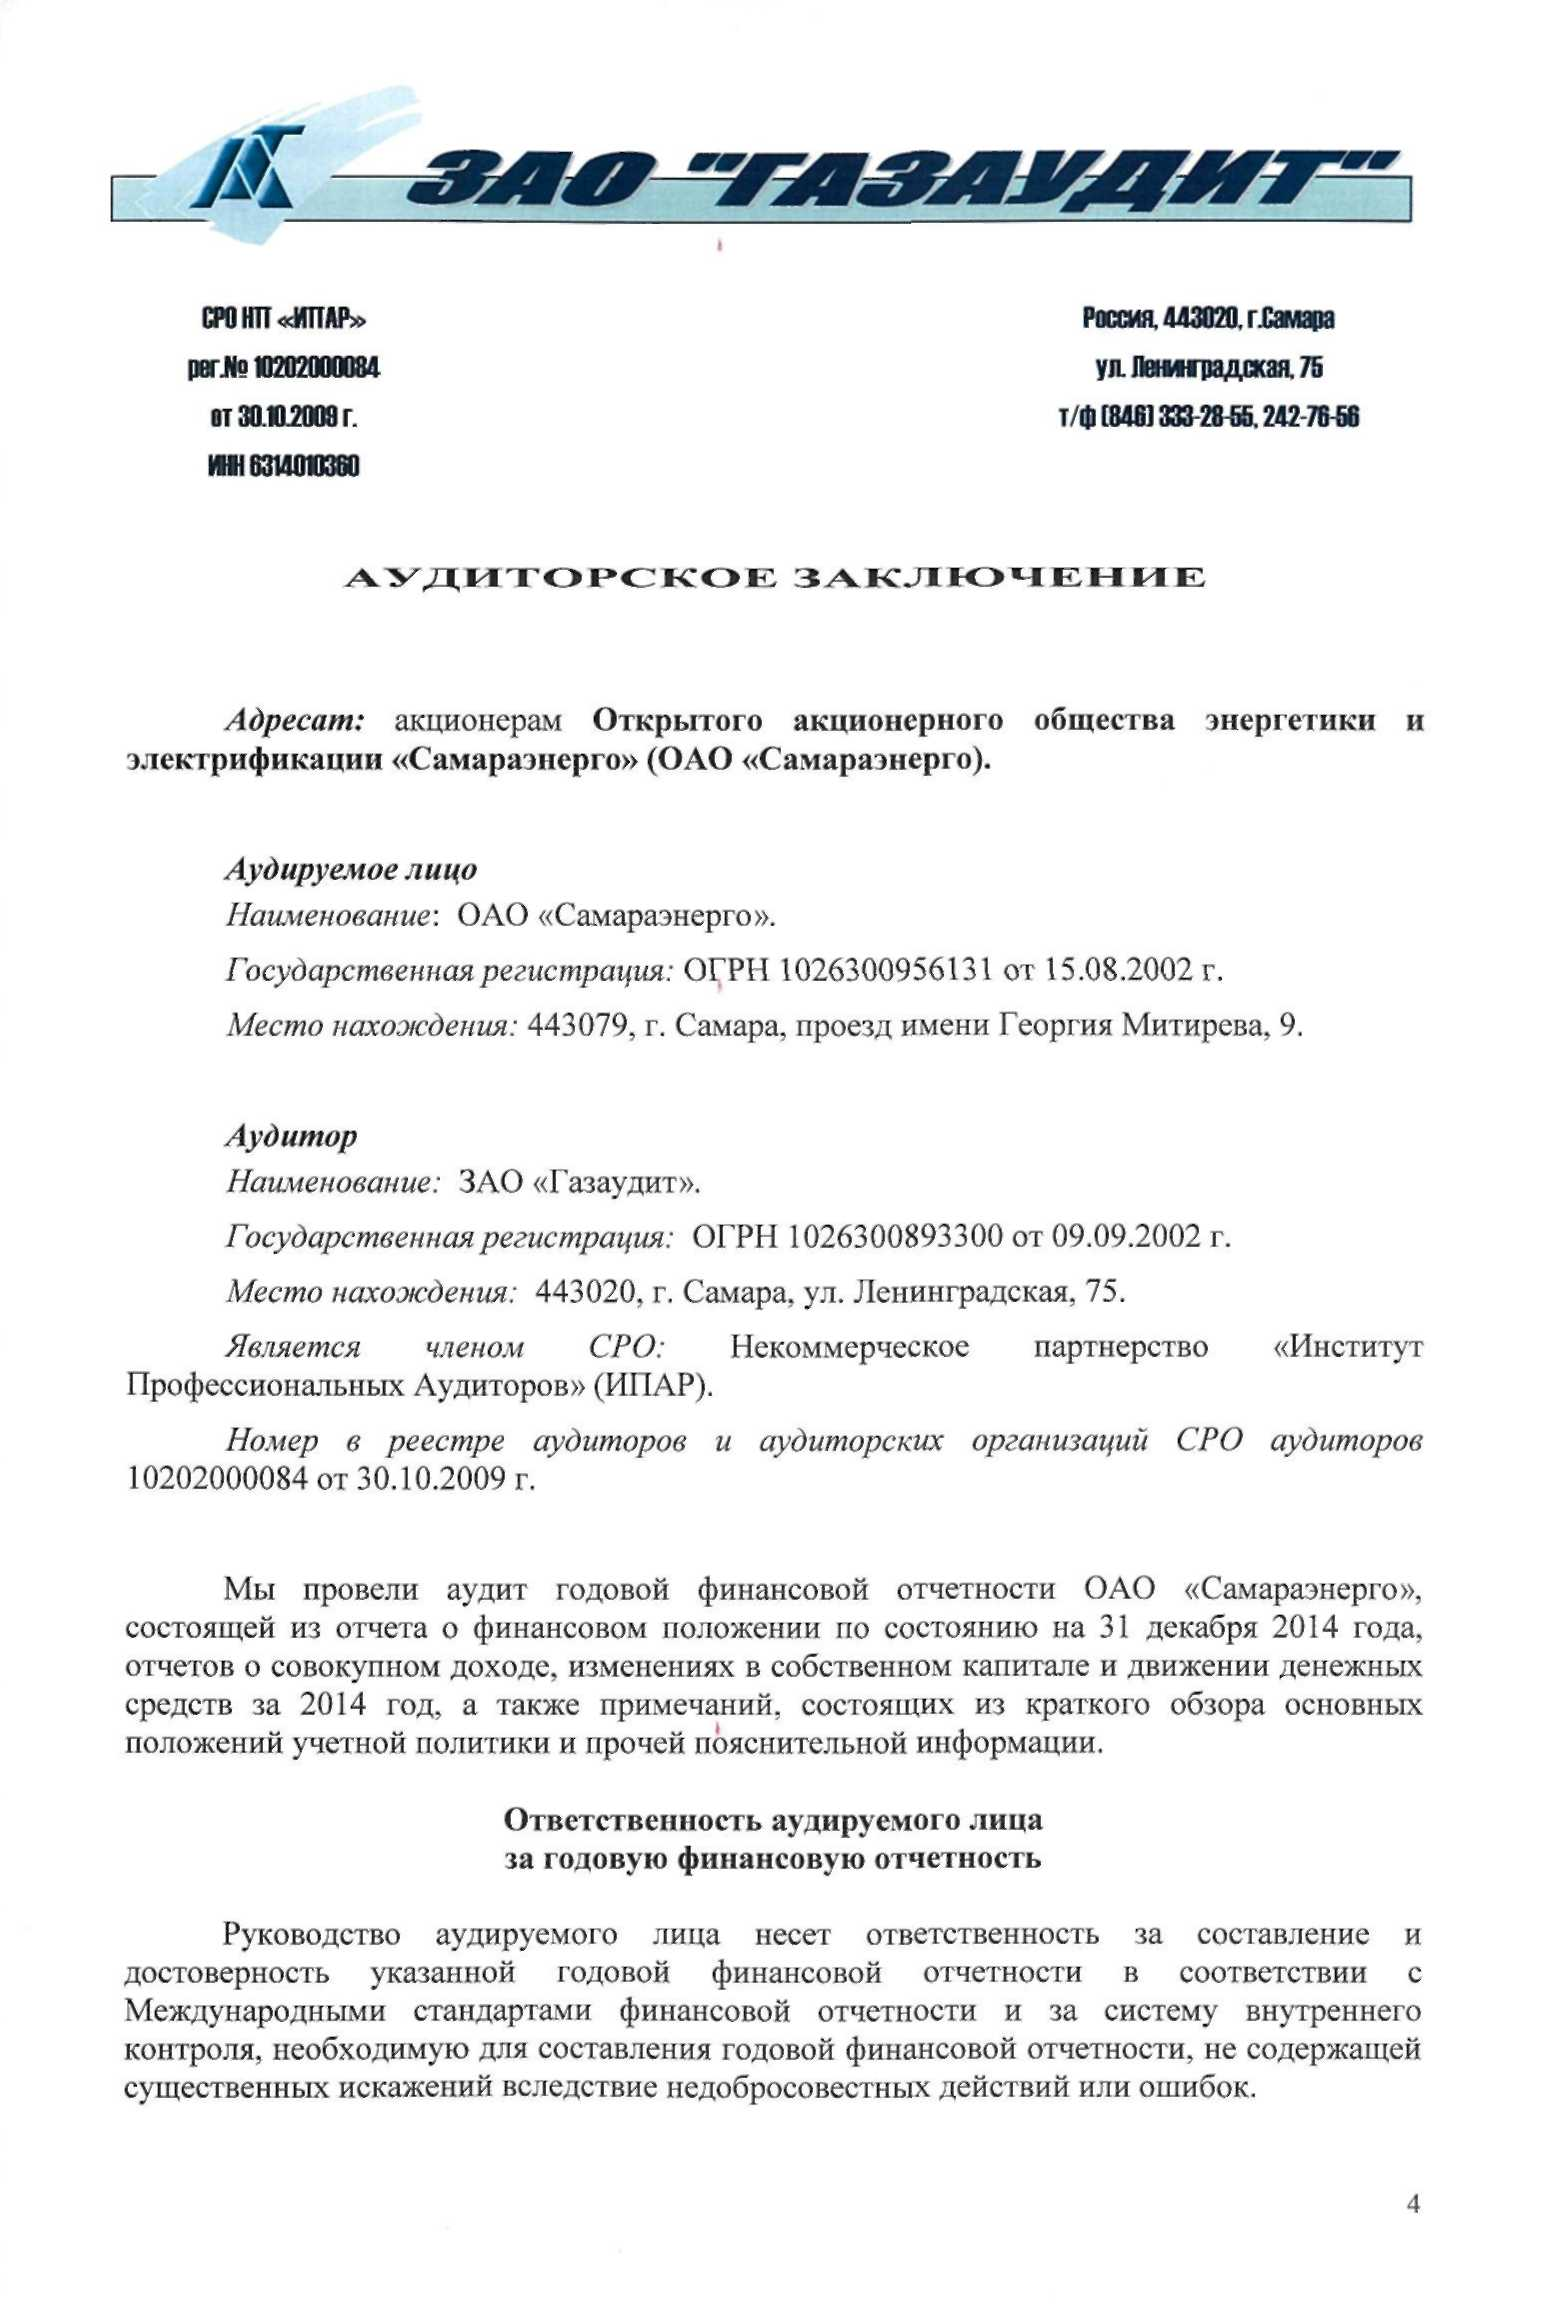 ЗАО "ГАЗАУДИТ"
СРО НП «ИПАР»
рег.№ 10202000084
от 30.10.2009 г.
ИНН 6314010360
Россия, 443020, г.Самара
ул. Ленинградская, 75
т/ф (846) 333-28-55, 242-76-56
АУДИТОРСКОЕ ЗАКЛЮЧЕНИЕ
Адресат: акционерам Открытого акционерного общества энергетики и
электрификации «Самараэнерго» (ОАО «Самараэнерго).
Аудируемое лицо
Наименование: ОАО «Самараэнерго».
Государственная регистрация: ОГРН 1026300956131 от 15.08.2002 г.
Место нахождения: 443079, г. Самара, проезд имени Георгия Митирева, 9.
Аудитор
Наименование: ЗАО «Газаудит».
Государственная регистрация: ОГРН 1026300893300 от 09.09.2002 г.
Место нахождения: 443020, г. Самара, ул. Ленинградская, 75.
Является членом СРО: Некоммерческое партнерство «Институт
Профессиональных Аудиторов» (ИПАР).
Номер в реестре аудиторов и аудиторских организаций СРО аудиторов
10202000084 от 30.10.2009 г.
Мы провели аудит годовой финансовой отчетности ОАО «Самараэнерго»,
состоящей из отчета о финансовом положении по состоянию на 31 декабря 2014 года,
отчетов о совокупном доходе, изменениях в собственном капитале и движении денежных
средств за 2014 год, а также примечаний, состоящих из краткого обзора основных
положений учетной политики и прочей пояснительной информации.
Ответственность аудируемого лица
за годовую финансовую отчетность
Руководство аудируемого лица несет ответственность за составление и
достоверность указанной годовой финансовой отчетности в соответствии с
Международными стандартами финансовой отчетности и за систему внутреннего
контроля, необходимую для составления годовой финансовой отчетности, не содержащей
существенных искажений вследствие недобросовестных действий или ошибок.
4